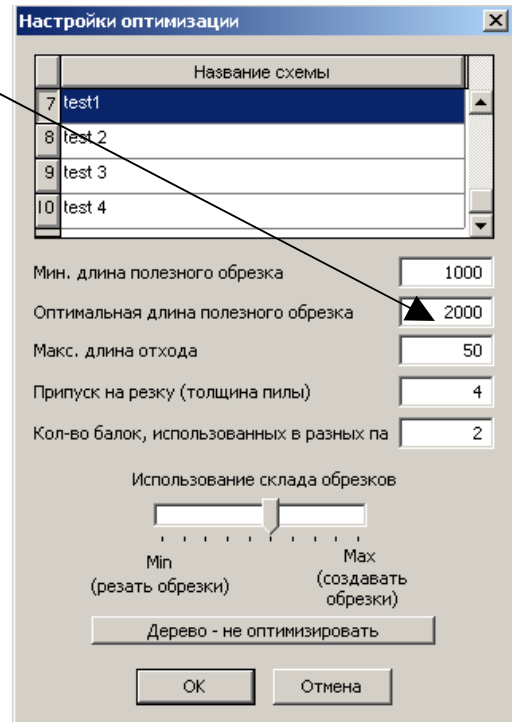 Настройки оптимизации
Название схемы
7 test1
8 test 2
9 test 3
10 test 4
Мин. длина полезного обрезка 1000
Оптимальная длина полезного обрезка 2000
Макс. длина отхода 50
Припуск на резку (толщина пилы) 4
Кол-во балок, использованных в разных па 2
Использование склада обрезков
Min Max
(резать обрезки) (создавать
обрезки)
Дерево - не оптимизировать
OK Отмена